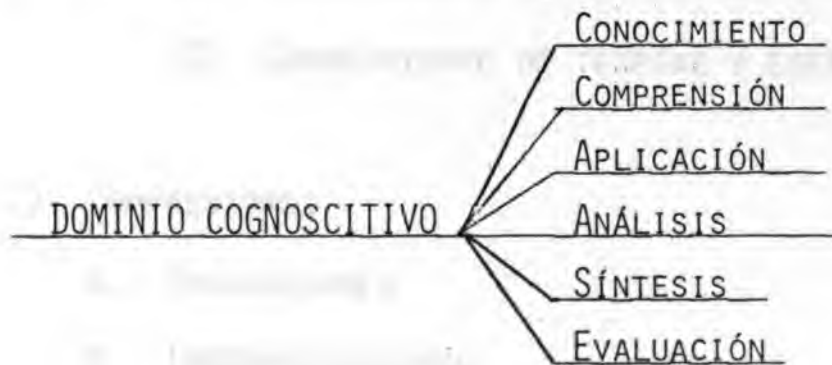 CONOCIMIENTO
COMPRENSIÓN
APLICACIÓN
DOMINIO COGNOSCITIVO
ANÁLISIS
SÍNTESIS
EVALUACIÓN